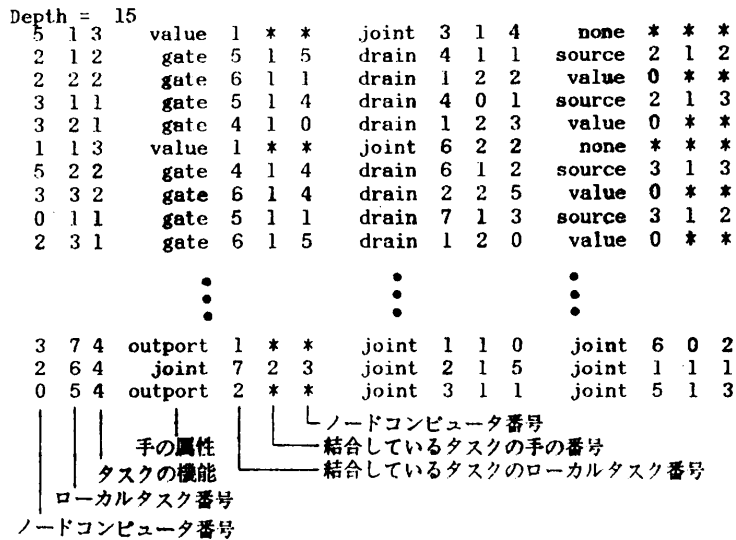 Depth = 15
5 1 3 value 1 * * joint 3 1 4 none * * *
2 1 2 gate 5 1 5 drain 4 1 1 source 2 1 2
2 2 2 gate 6 1 1 drain 1 2 2 value 0 * *
3 1 1 gate 5 1 4 drain 4 0 1 source 2 1 3
3 2 1 gate 4 1 0 drain 1 2 3 value 0 * *
1 1 3 value 1 * * joint 6 2 2 none * * *
5 2 2 gate 4 1 4 drain 6 1 2 source 3 1 3
3 3 2 gate 6 1 4 drain 2 2 5 value 0 * *
0 1 1 gate 5 1 1 drain 7 1 3 source 3 1 2
2 3 1 gate 6 1 5 drain 1 2 0 value 0 * *
3 7 4 outport 1 * * joint 1 1 0 joint 6 0 2
2 6 4 joint 7 2 3 joint 2 1 5 joint 1 1 1
0 5 4 outport 2 * * joint 3 1 1 joint 5 1 3
ノードコンピュータ番号
手の属性 結合しているタスクの手の番号
タスクの機能 結合しているタスクのローカルタスク番号
ローカルタスク番号
ノードコンピュータ番号